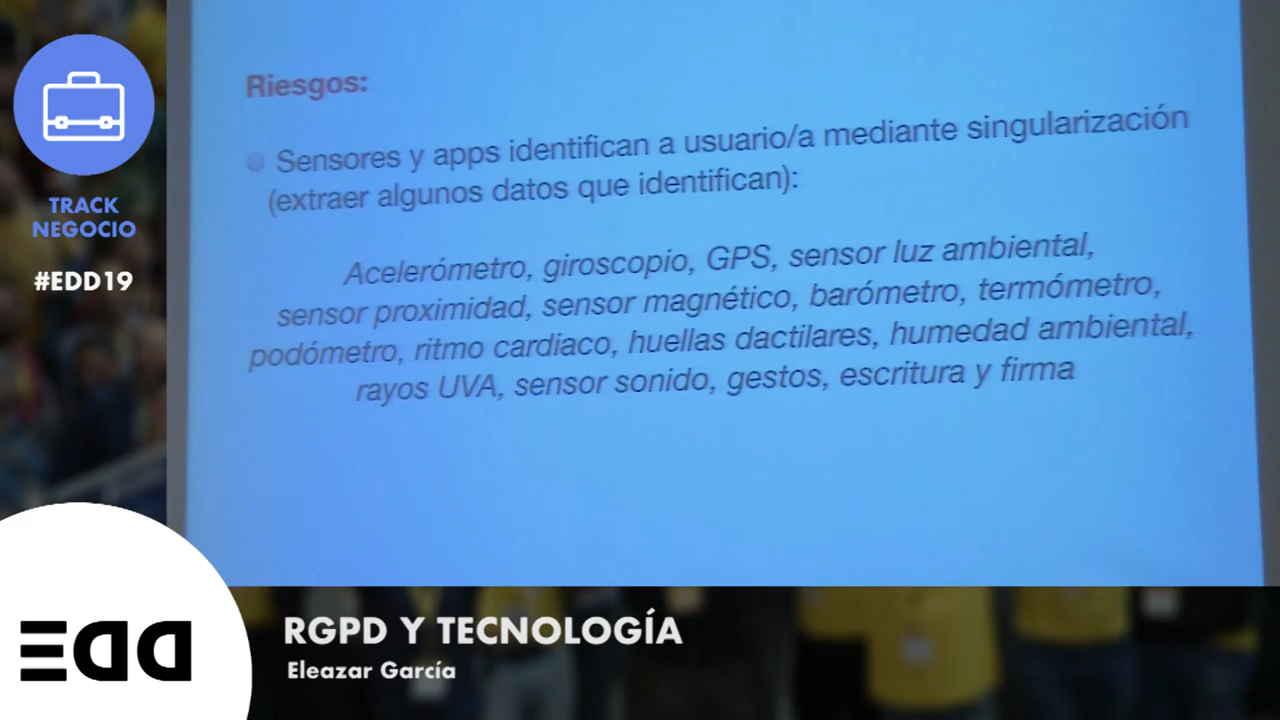 Riesgos:
Sensores y apps identifican a usuario/a mediante singularización
(extraer algunos datos que identifican):
Acelerómetro, giroscopio, GPS, sensor luz ambiental,
sensor proximidad, sensor magnético, barómetro, termómetro,
podómetro, ritmo cardiaco, huellas dactilares, humedad ambiental,
rayos UVA, sensor sonido, gestos, escritura y firma
TRACK
NEGOCIO
#EDD19
EDD
RGPD Y TECNOLOGÍA
Eleazar García